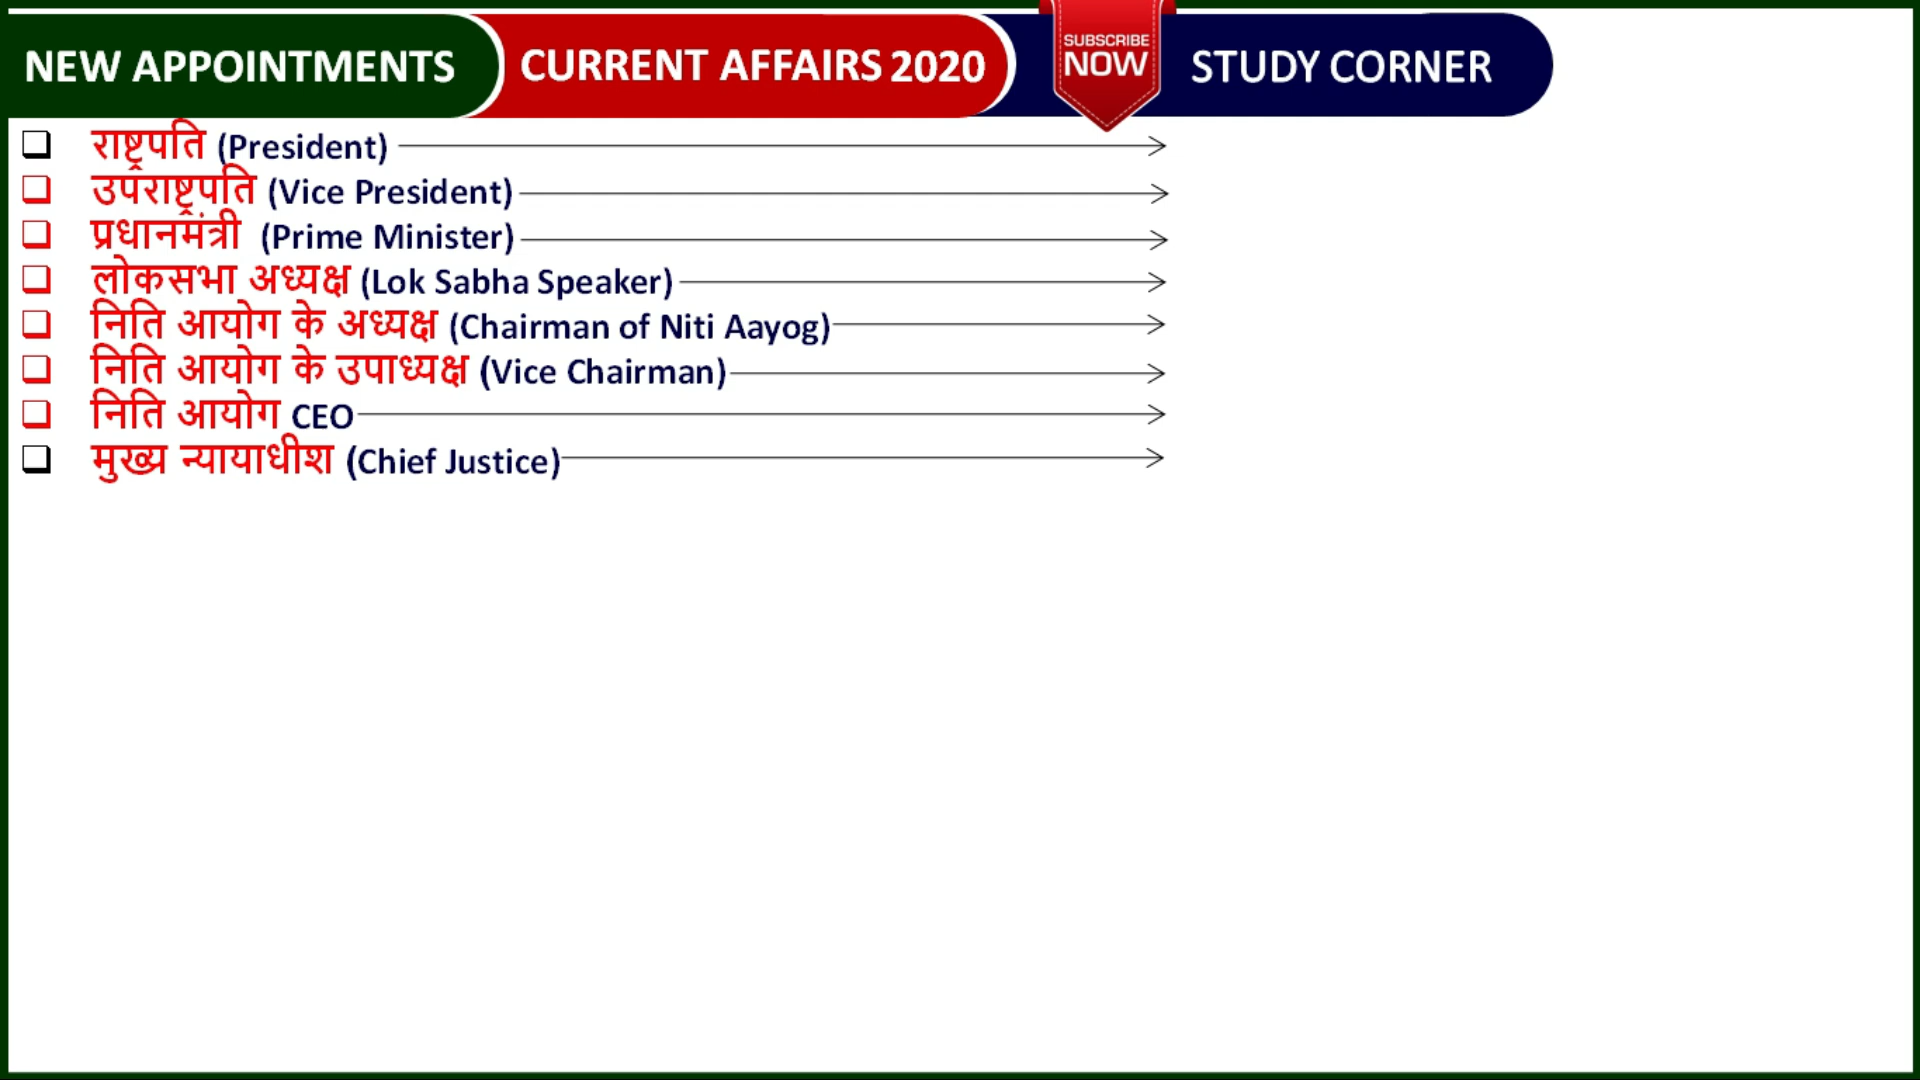 NEW APPOINTMENTS CURRENT AFFAIRS 2020 SUBSCRIBE NOW STUDY CORNER
राष्ट्रपति (President)
उपराष्ट्रपति (Vice President)
प्रधानमंत्री (Prime Minister)
लोकसभा अध्यक्ष (Lok Sabha Speaker)
निति आयोग के अध्यक्ष (Chairman of Niti Aayog)
निति आयोग के उपाध्यक्ष (Vice Chairman)
निति आयोग CEO
मुख्य न्यायाधीश (Chief Justice)